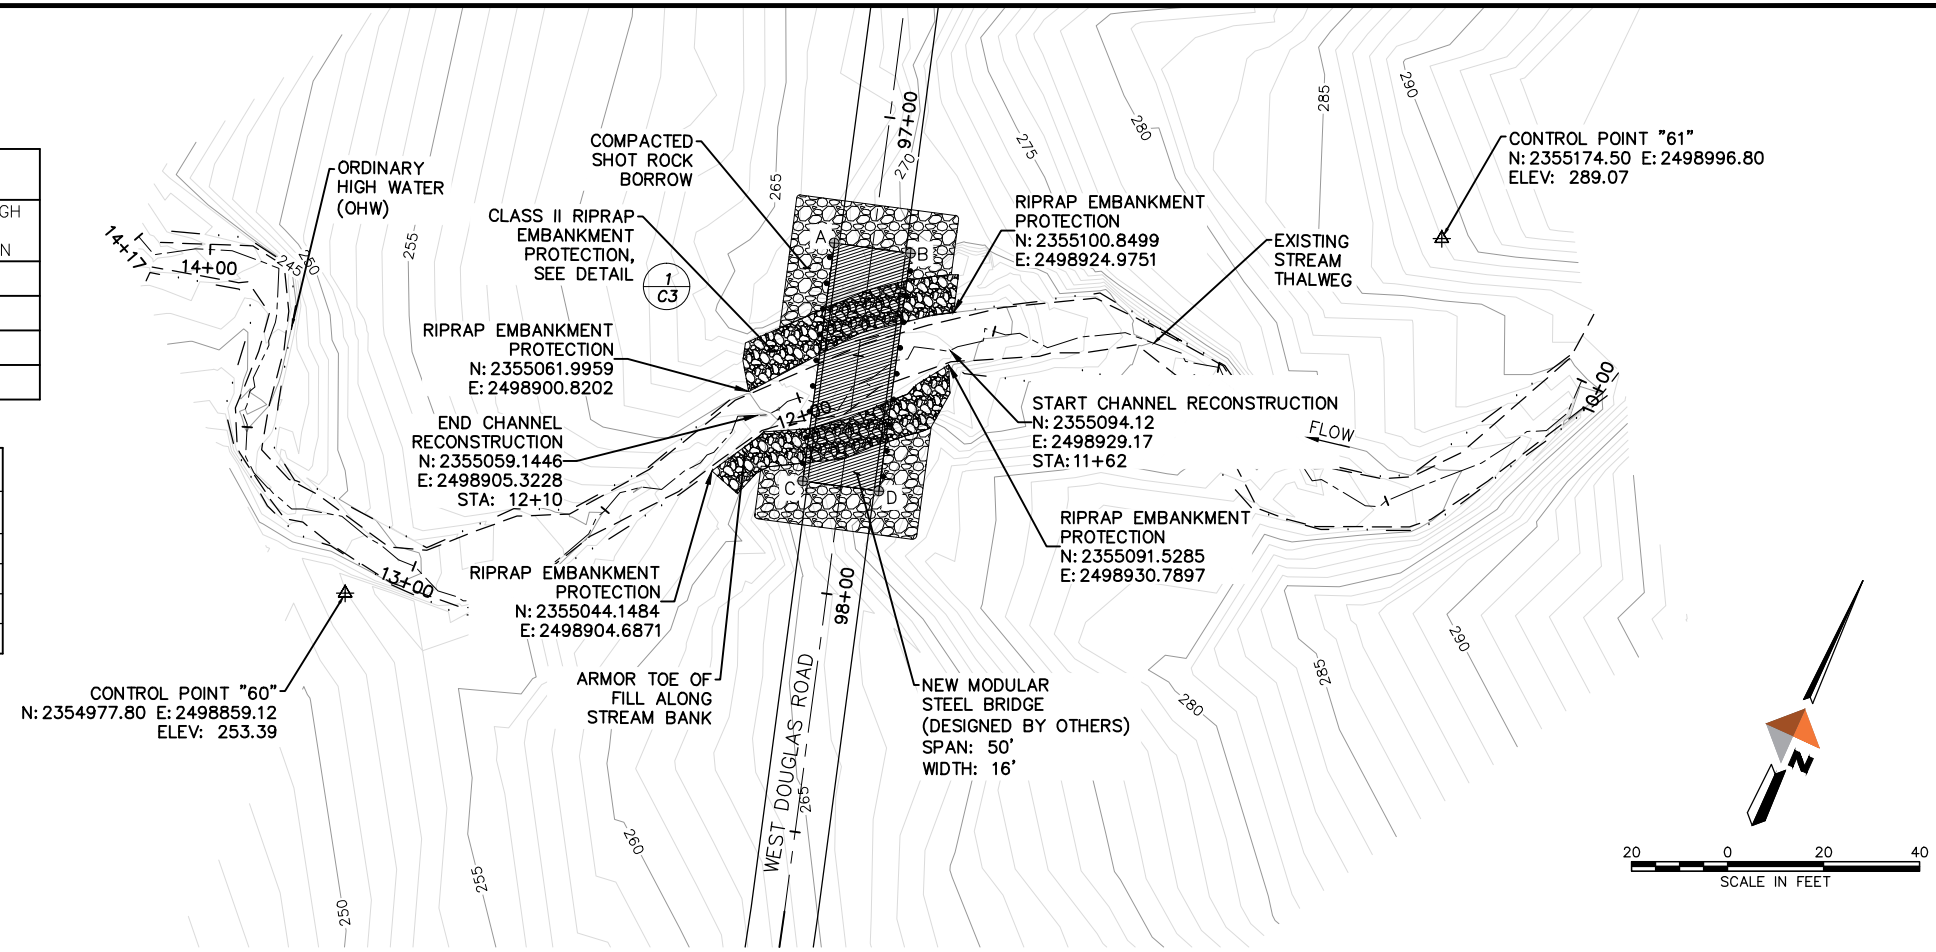 GH
N
ORDINARY
HIGH WATER
(OHW)
COMPACTED
SHOT ROCK
BORROW
CLASS II RIPRAP
EMBANKMENT
PROTECTION,
SEE DETAIL
1
C3
RIPRAP EMBANKMENT
PROTECTION
N: 2355061.9959
E: 2498900.8202
END CHANNEL
RECONSTRUCTION
N: 2355059.1446
E: 2498905.3228
STA: 12+10
RIPRAP EMBANKMENT
PROTECTION
N: 2355044.1484
E: 2498904.6871
ARMOR TOE OF
FILL ALONG
STREAM BANK
CONTROL POINT "60"
N: 2354977.80 E: 2498859.12
ELEV: 253.39
RIPRAP EMBANKMENT
PROTECTION
N: 2355100.8499
E: 2498924.9751
EXISTING
STREAM
THALWEG
CONTROL POINT "61"
N: 2355174.50 E: 2498996.80
ELEV: 289.07
START CHANNEL RECONSTRUCTION
N: 2355094.12
E: 2498929.17
STA: 11+62
FLOW
RIPRAP EMBANKMENT
PROTECTION
N: 2355091.5285
E: 2498930.7897
NEW MODULAR
STEEL BRIDGE
(DESIGNED BY OTHERS)
SPAN: 50'
WIDTH: 16'
WEST DOUGLAS ROAD
97+00
98+00
10+00
12+00
13+00
14+00
14+17
A
B
C
D
245
250
255
265
270
275
280
285
290
250
255
260
265
280
285
290
N
20 0 20 40
SCALE IN FEET